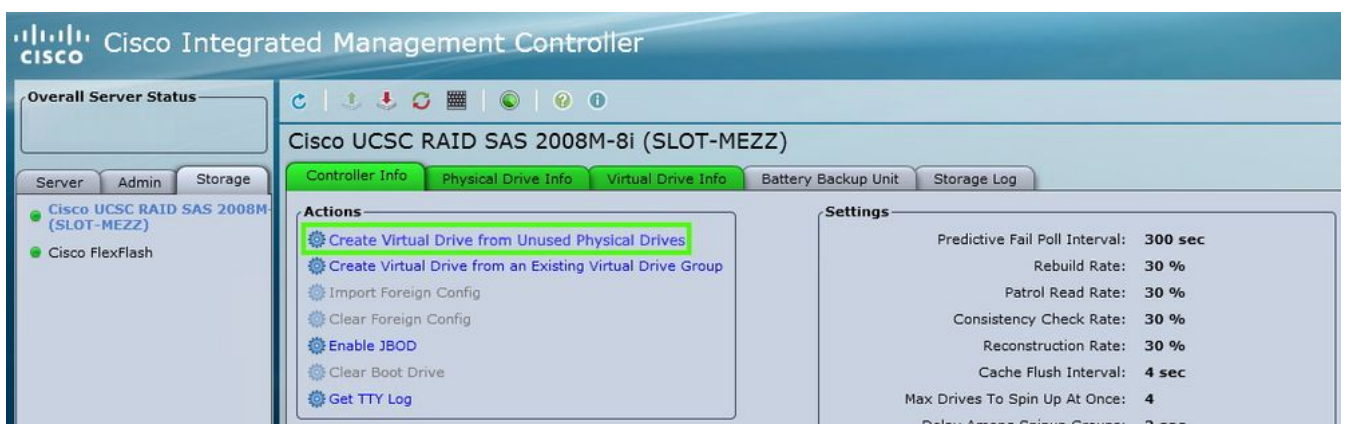 cisco
Cisco Integrated Management Controller
Overall Server Status
Server
Admin
Storage
Cisco UCSC RAID SAS 2008M-
(SLOT-MEZZ)
Cisco FlexFlash
Cisco UCSC RAID SAS 2008M-8i (SLOT-MEZZ)
Controller Info
Physical Drive Info
Virtual Drive Info
Battery Backup Unit
Storage Log
Actions
Create Virtual Drive from Unused Physical Drives
Create Virtual Drive from an Existing Virtual Drive Group
Import Foreign Config
Clear Foreign Config
Enable JBOD
Clear Boot Drive
Get TTY Log
Settings
Predictive Fail Poll Interval: 300 sec
Rebuild Rate: 30 %
Patrol Read Rate: 30 %
Consistency Check Rate: 30 %
Reconstruction Rate: 30 %
Cache Flush Interval: 4 sec
Max Drives To Spin Up At Once: 4